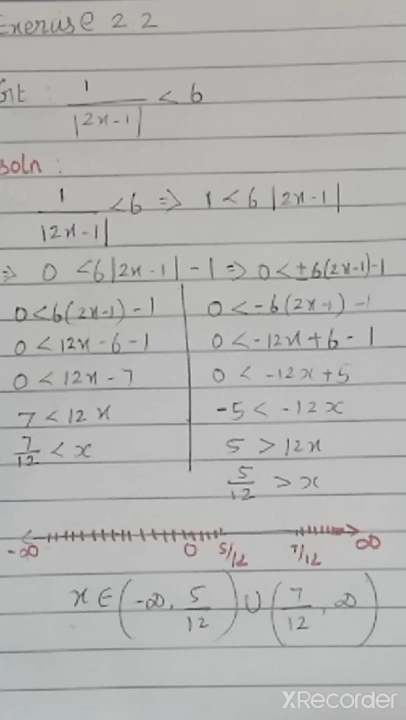 Exercise 2.2
Git : 1/|2x-1| < 6
Soln :
1/|2x-1| < 6 ⇒ 1 < 6 |2x-1|
⇒ 0 < 6|2x-1| - 1 ⇒ 0 < ±6(2x-1)-1
0 < 6(2x-1) - 1
0 < 12x - 6 - 1
0 < 12x - 7
7 < 12x
7/12 < x
0 < -6(2x-1) - 1
0 < -12x + 6 - 1
0 < -12x + 5
-5 < -12x
5 > 12x
5/12 > x
-∞ 0 5/12 7/12 ∞
x ∈ (-∞, 5/12) ∪ (7/12, ∞)
XRecorder